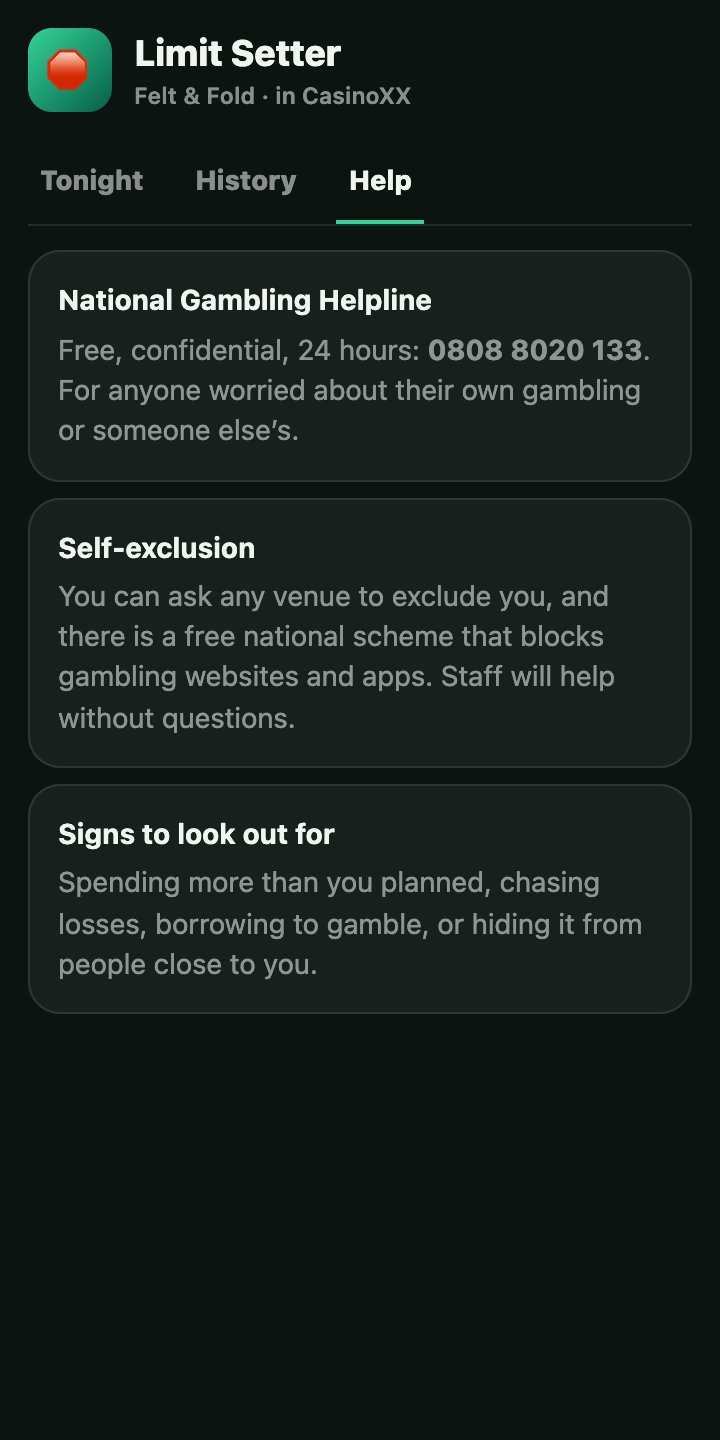 Limit Setter
Felt & Fold · in CasinoXX
Tonight History Help
National Gambling Helpline
Free, confidential, 24 hours: 0808 8020 133.
For anyone worried about their own gambling
or someone else’s.
Self-exclusion
You can ask any venue to exclude you, and
there is a free national scheme that blocks
gambling websites and apps. Staff will help
without questions.
Signs to look out for
Spending more than you planned, chasing
losses, borrowing to gamble, or hiding it from
people close to you.